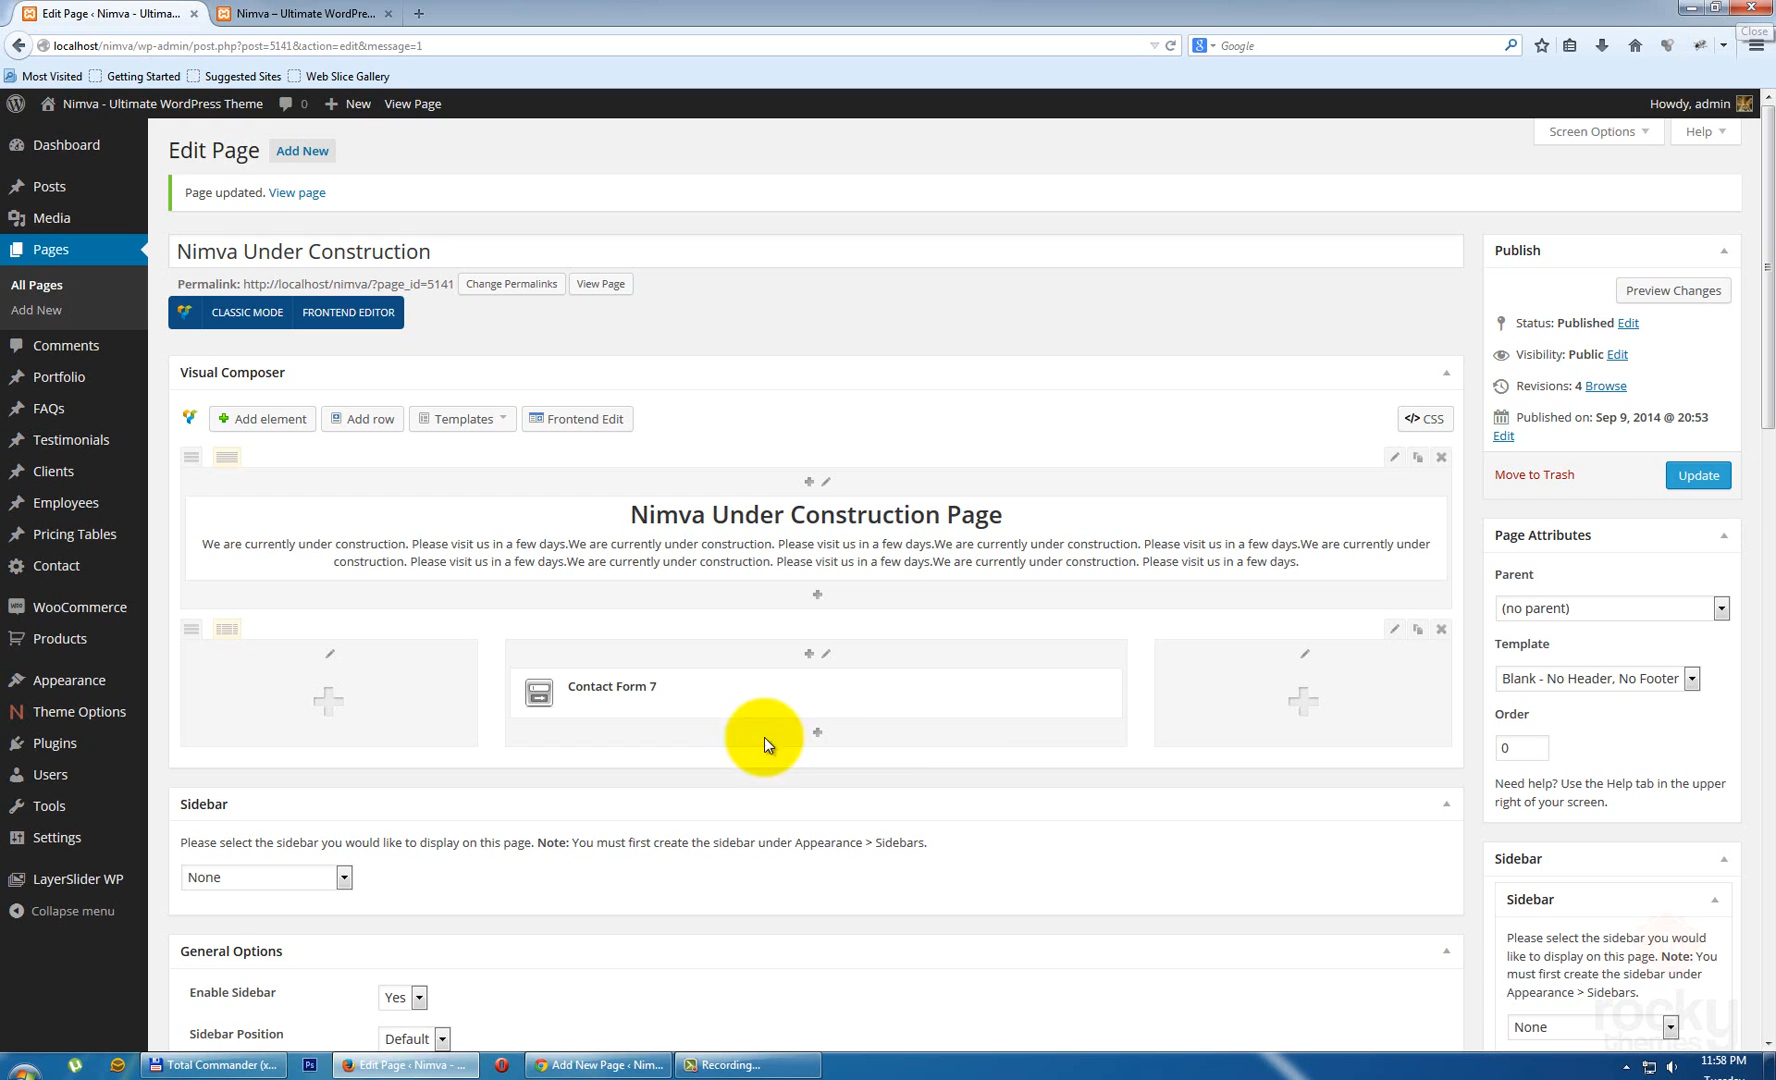 Edit Page ‹ Nimva - Ultima...
Nimva – Ultimate WordPre...
Close
localhost/nimva/wp-admin/post.php?post=5141&action=edit&message=1
Google
Most Visited
Getting Started
Suggested Sites
Web Slice Gallery
Nimva - Ultimate WordPress Theme
0
New
View Page
Howdy, admin
Dashboard
Posts
Media
Pages
All Pages
Add New
Comments
Portfolio
FAQs
Testimonials
Clients
Employees
Pricing Tables
Contact
WooCommerce
Products
Appearance
Theme Options
Plugins
Users
Tools
Settings
LayerSlider WP
Collapse menu
Screen Options
Help
Edit Page
Add New
Page updated. View page
Nimva Under Construction
Permalink: http://localhost/nimva/?page_id=5141
Change Permalinks
View Page
CLASSIC MODE
FRONTEND EDITOR
Visual Composer
Add element
Add row
Templates
Frontend Edit
</> CSS
Nimva Under Construction Page
We are currently under construction. Please visit us in a few days.We are currently under construction. Please visit us in a few days.We are currently under construction. Please visit us in a few days.We are currently under
construction. Please visit us in a few days.We are currently under construction. Please visit us in a few days.We are currently under construction. Please visit us in a few days.
Contact Form 7
Sidebar
Please select the sidebar you would like to display on this page. Note: You must first create the sidebar under Appearance > Sidebars.
None
General Options
Enable Sidebar
Yes
Sidebar Position
Default
Publish
Preview Changes
Status: Published Edit
Visibility: Public Edit
Revisions: 4 Browse
Published on: Sep 9, 2014 @ 20:53
Edit
Move to Trash
Update
Page Attributes
Parent
(no parent)
Template
Blank - No Header, No Footer
Order
0
Need help? Use the Help tab in the upper
right of your screen.
Sidebar
Sidebar
Please select the sidebar you would
like to display on this page. Note: You
must first create the sidebar under
Appearance > Sidebars.
None
rocky
themes
Total Commander (x...
Ps
Edit Page ‹ Nimva - ...
Add New Page ‹ Nim...
Recording...
11:58 PM